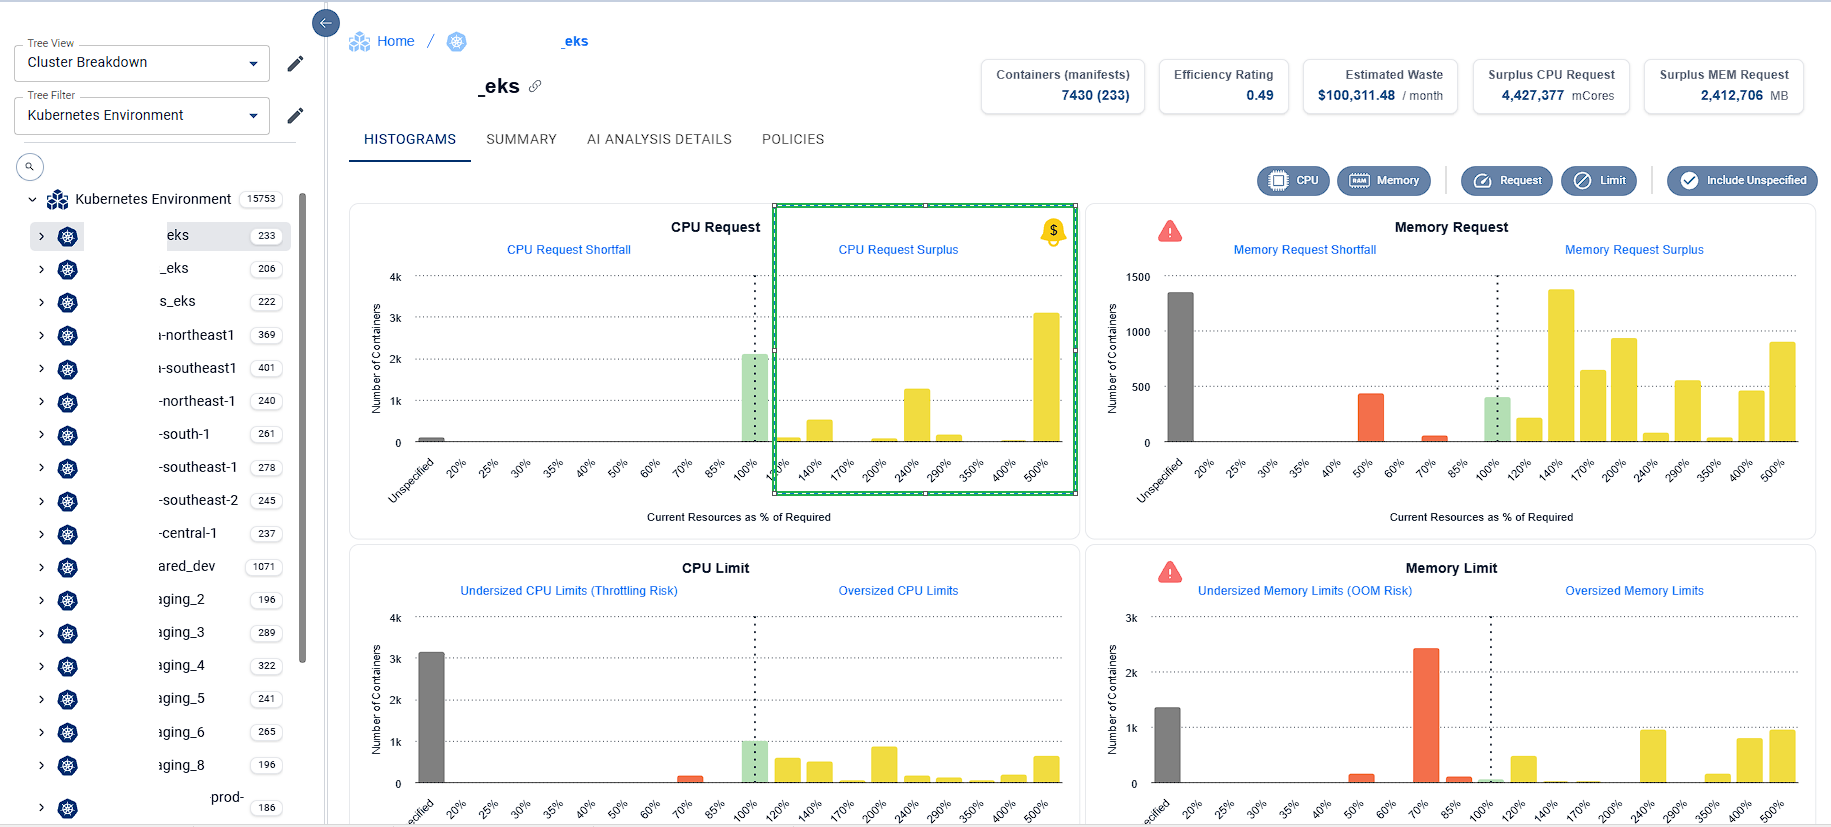 Tree View
Cluster Breakdown
Tree Filter
Kubernetes Environment
Kubernetes Environment 15753
eks 233
_eks 206
s_eks 222
-northeast1 369
-southeast1 401
-northeast-1 240
-south-1 261
-southeast-1 278
-southeast-2 245
-central-1 237
ared_dev 1071
aging_2 196
aging_3 289
aging_4 322
aging_5 241
aging_6 265
aging_8 196
prod- 186
Home / _eks
_eks
Containers (manifests)
7430 (233)
Efficiency Rating
0.49
Estimated Waste
$100,311.48 / month
Surplus CPU Request
4,427,377 mCores
Surplus MEM Request
2,412,706 MB
HISTOGRAMS SUMMARY AI ANALYSIS DETAILS POLICIES
CPU RAM Memory Request Limit Include Unspecified
CPU Request
CPU Request Shortfall CPU Request Surplus
$
Number of Containers
4k
3k
2k
1k
0
Unspecified 20% 25% 30% 35% 40% 50% 60% 70% 85% 100% 120% 140% 170% 200% 240% 290% 350% 400% 500%
Current Resources as % of Required
Memory Request
Memory Request Shortfall Memory Request Surplus
Number of Containers
1500
1000
500
0
Unspecified 20% 25% 30% 35% 40% 50% 60% 70% 85% 100% 120% 140% 170% 200% 240% 290% 350% 400% 500%
Current Resources as % of Required
CPU Limit
Undersized CPU Limits (Throttling Risk) Oversized CPU Limits
Number of Containers
4k
3k
2k
1k
0
ecified 20% 25% 30% 35% 40% 50% 60% 70% 85% 100% 120% 140% 170% 200% 240% 290% 350% 400% 500%
Memory Limit
Undersized Memory Limits (OOM Risk) Oversized Memory Limits
Number of Containers
3k
2k
1k
0
ecified 20% 25% 30% 35% 40% 50% 60% 70% 85% 100% 120% 140% 170% 200% 240% 290% 350% 400% 500%